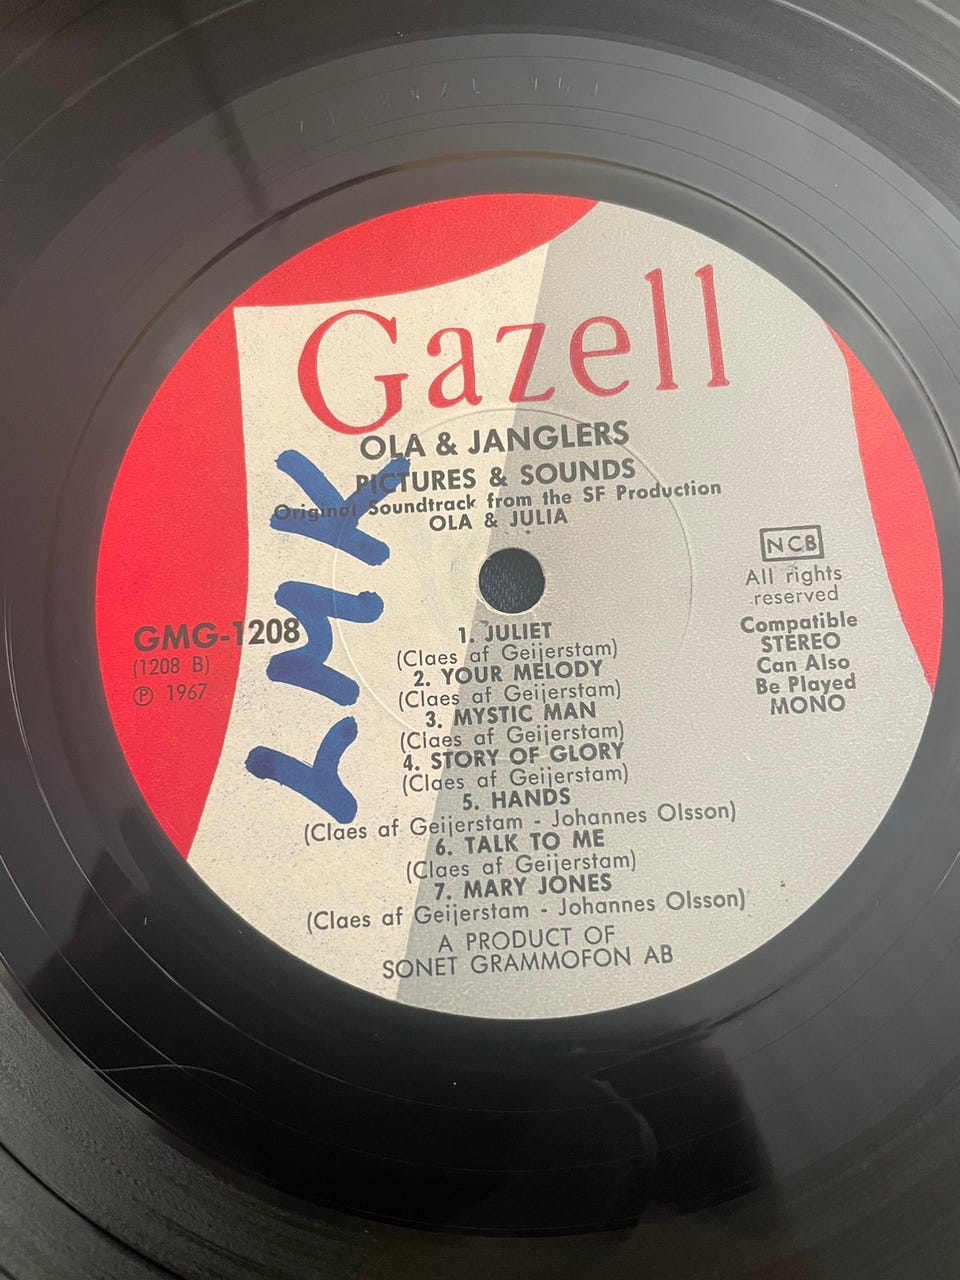 Gazell
OLA & JANGLERS
PICTURES & SOUNDS
Original Soundtrack from the SF Production
OLA & JULIA
NCB
All rights
reserved
Compatible
STEREO
Can Also
Be Played
MONO
GMG-1208
(1208 B)
Ⓟ 1967
LMK
1. JULIET
(Claes af Geijerstam)
2. YOUR MELODY
(Claes af Geijerstam)
3. MYSTIC MAN
(Claes af Geijerstam)
4. STORY OF GLORY
(Claes af Geijerstam)
5. HANDS
(Claes af Geijerstam - Johannes Olsson)
6. TALK TO ME
(Claes af Geijerstam)
7. MARY JONES
(Claes af Geijerstam - Johannes Olsson)
A PRODUCT OF
SONET GRAMMOFON AB